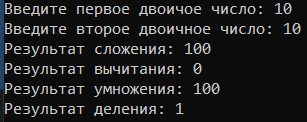 Введите первое двоичое число: 10
Введите второе двоичное число: 10
Результат сложения: 100
Результат вычитания: 0
Результат умножения: 100
Результат деления: 1